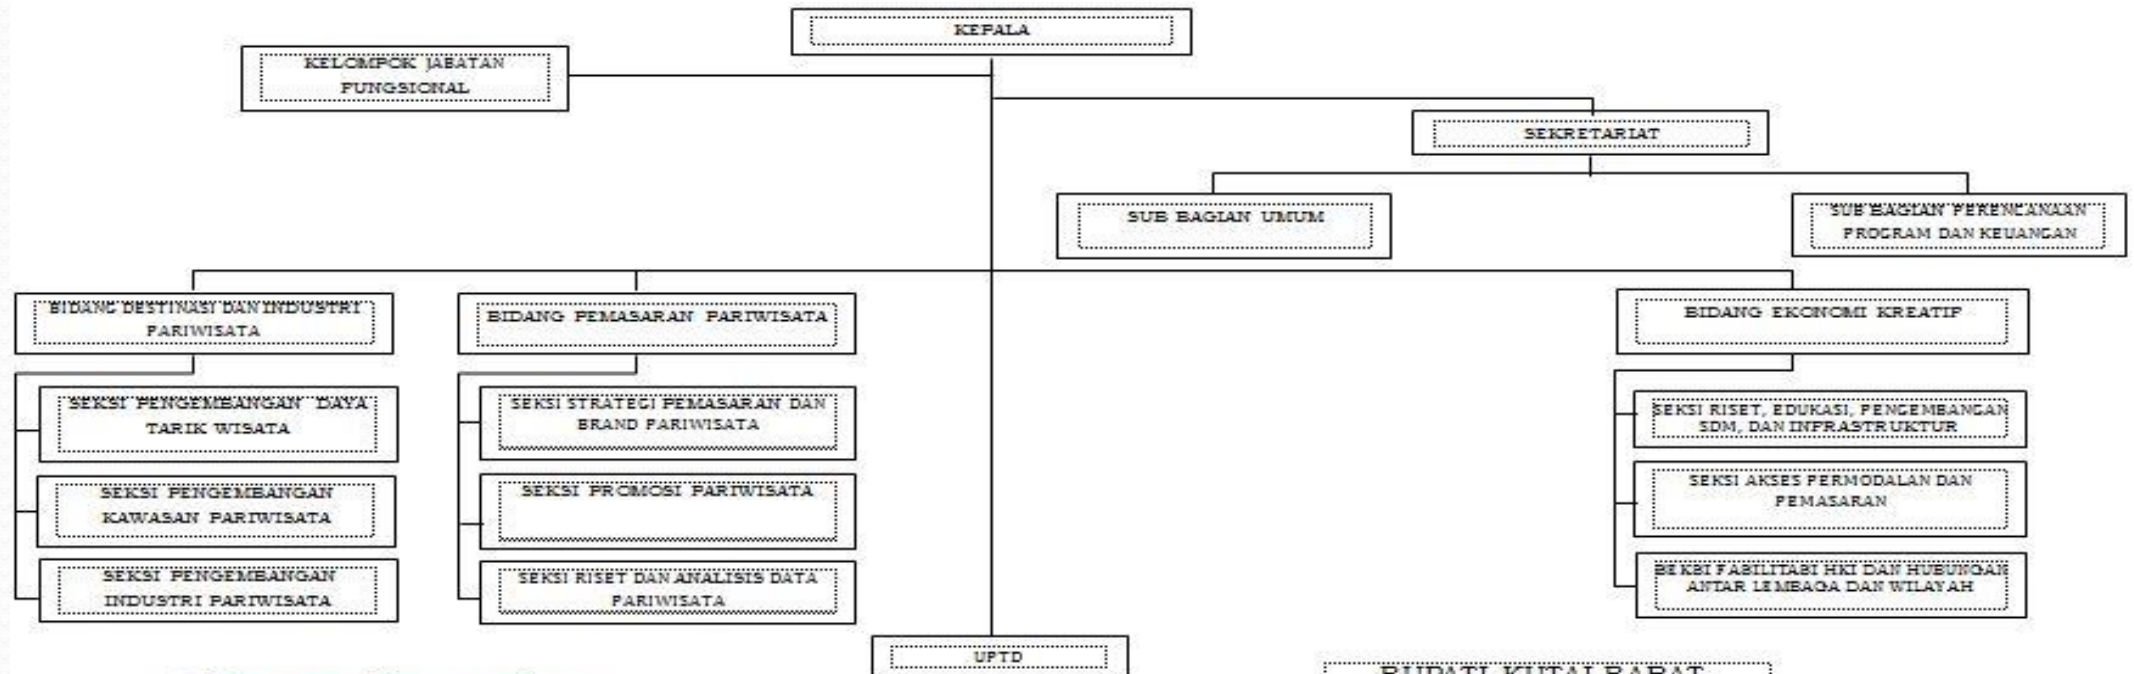 KEPALA
KELOMPOK JABATAN
FUNGSIONAL
SEKRETARIAT
SUB BAGIAN UMUM
SUB BAGIAN PERENCANAAN
PROGRAM DAN KEUANGAN
BIDANG DESTINASI DAN INDUSTRI
PARIWISATA
SEKSI PENGEMBANGAN DAYA
TARIK WISATA
SEKSI PENGEMBANGAN
KAWASAN PARIWISATA
SEKSI PENGEMBANGAN
INDUSTRI PARIWISATA
BIDANG PEMASARAN PARIWISATA
SEKSI STRATEGI PEMASARAN DAN
BRAND PARIWISATA
SEKSI PROMOSI PARIWISATA
SEKSI RISET DAN ANALISIS DATA
PARIWISATA
BIDANG EKONOMI KREATIF
SEKSI RISET, EDUKASI, PENGEMBANGAN
SDM, DAN INFRASTRUKTUR
SEKSI AKSES PERMODALAN DAN
PEMASARAN
SEKSI FASILITASI HKI DAN HUBUNGAN
ANTAR LEMBAGA DAN WILAYAH
UPTD
BUPATI KUTAI BARAT